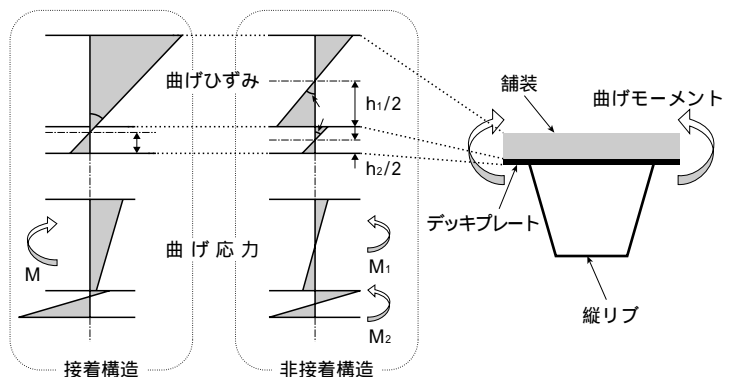 曲げひずみ
h1/2
h2/2
M
曲げ応力
M1
M2
接着構造
非接着構造
舗装
曲げモーメント
デッキプレート
縦リブ